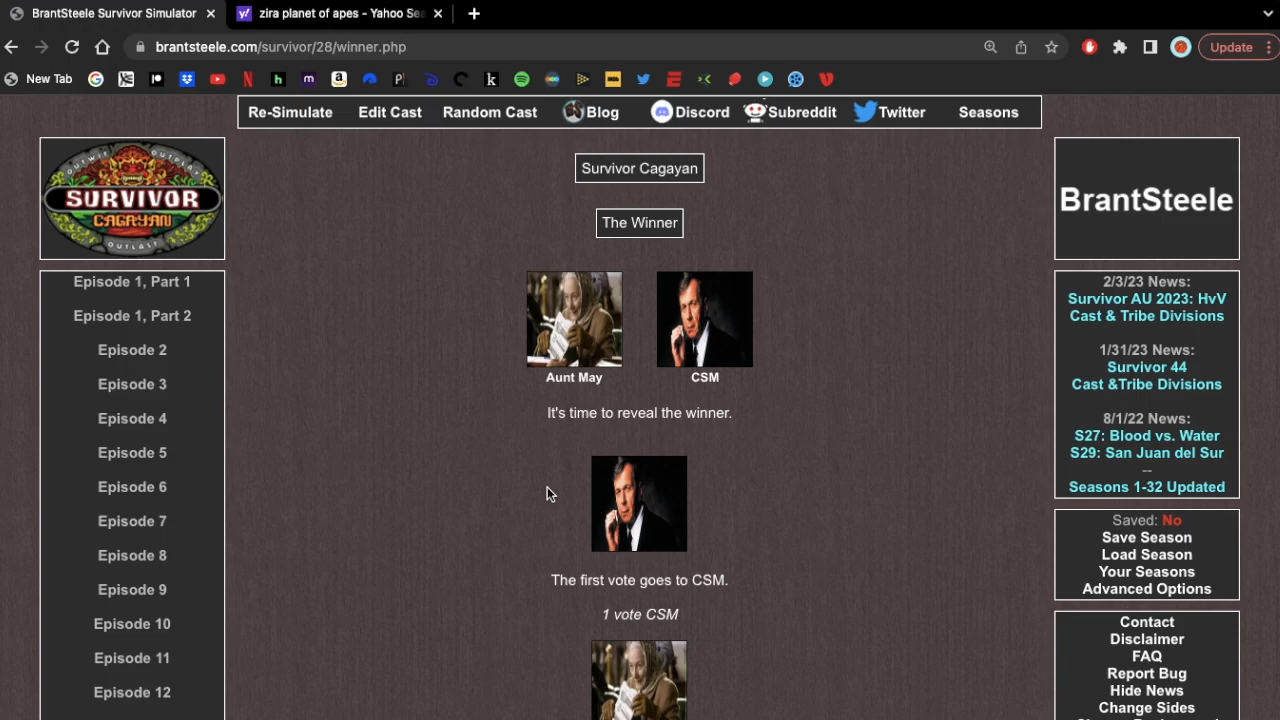 BrantSteele Survivor Simulator
zira planet of apes - Yahoo Se
brantsteele.com/survivor/28/winner.php
Update
New Tab
Re-Simulate Edit Cast Random Cast Blog Discord Subreddit Twitter Seasons
OUTWIT OUTPLAY
SURVIVOR
CAGAYAN
OUTLAST
Episode 1, Part 1
Episode 1, Part 2
Episode 2
Episode 3
Episode 4
Episode 5
Episode 6
Episode 7
Episode 8
Episode 9
Episode 10
Episode 11
Episode 12
Survivor Cagayan
The Winner
Aunt May CSM
It's time to reveal the winner.
The first vote goes to CSM.
1 vote CSM
BrantSteele
2/3/23 News:
Survivor AU 2023: HvV
Cast & Tribe Divisions
1/31/23 News:
Survivor 44
Cast &Tribe Divisions
8/1/22 News:
S27: Blood vs. Water
S29: San Juan del Sur
--
Seasons 1-32 Updated
Saved: No
Save Season
Load Season
Your Seasons
Advanced Options
Contact
Disclaimer
FAQ
Report Bug
Hide News
Change Sides